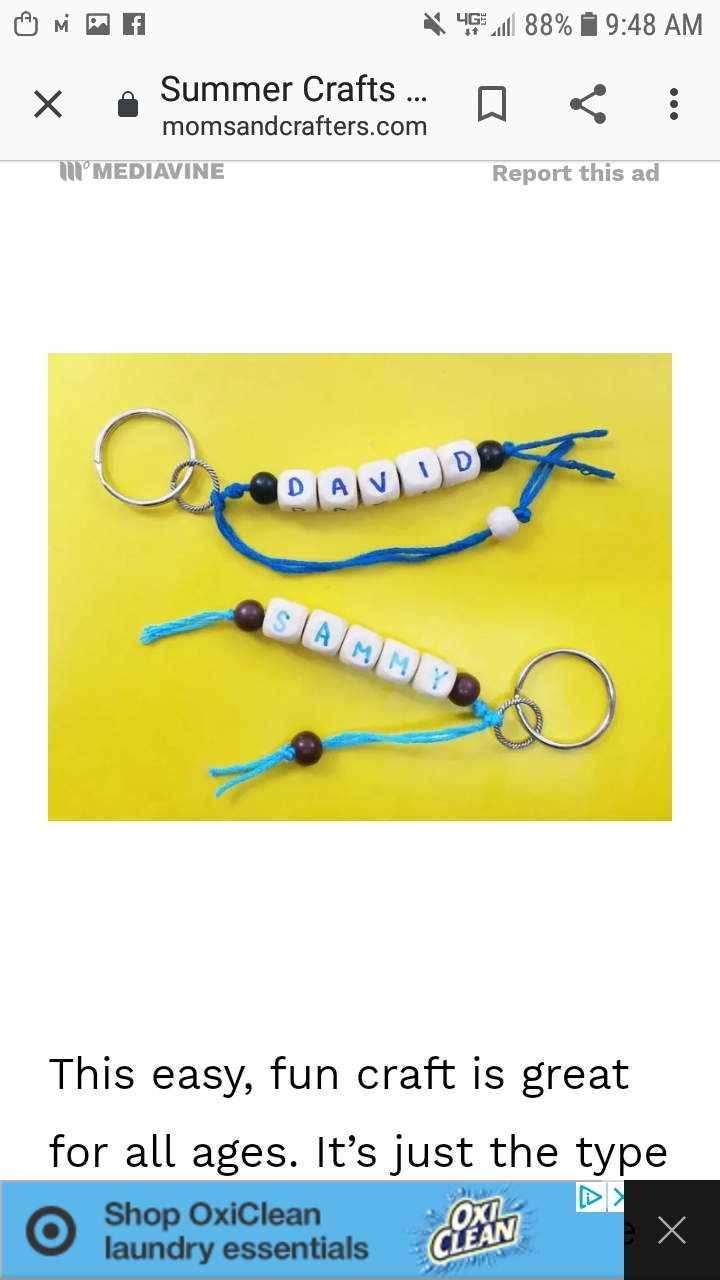 4G 88% 9:48 AM
Summer Crafts ...
momsandcrafters.com
MEDIAVINE Report this ad
DAVID
SAMMY
This easy, fun craft is great
for all ages. It's just the type
Shop OxiClean
laundry essentials
OXI
CLEAN